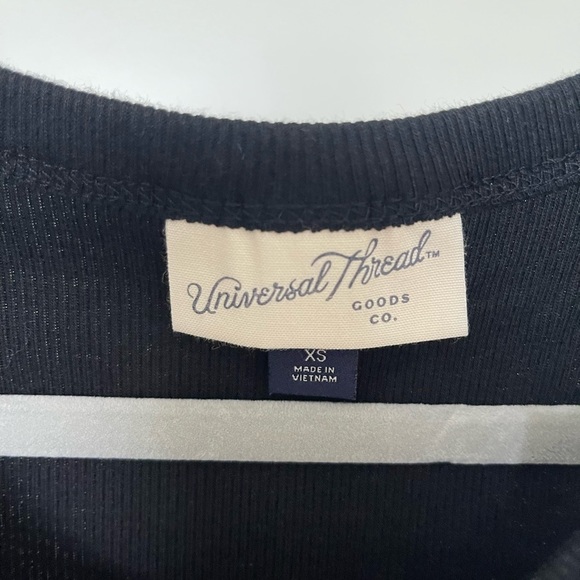 Universal Thread™
GOODS
CO.
XS
MADE IN
VIETNAM